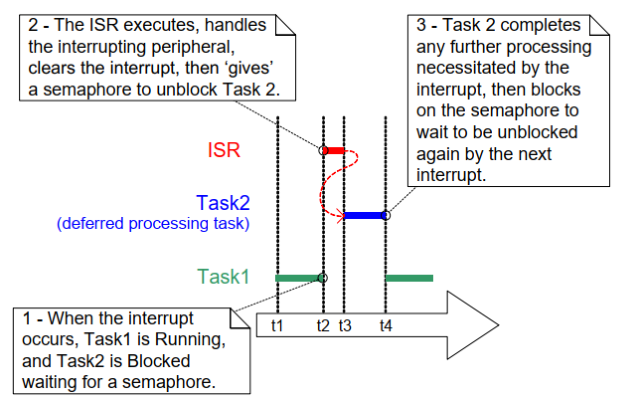 2 - The ISR executes, handles
the interrupting peripheral,
clears the interrupt, then ‘gives’
a semaphore to unblock Task 2.
3 - Task 2 completes
any further processing
necessitated by the
interrupt, then blocks
on the semaphore to
wait to be unblocked
again by the next
interrupt.
ISR
Task2
(deferred processing task)
Task1
t1 t2 t3 t4
1 - When the interrupt
occurs, Task1 is Running,
and Task2 is Blocked
waiting for a semaphore.